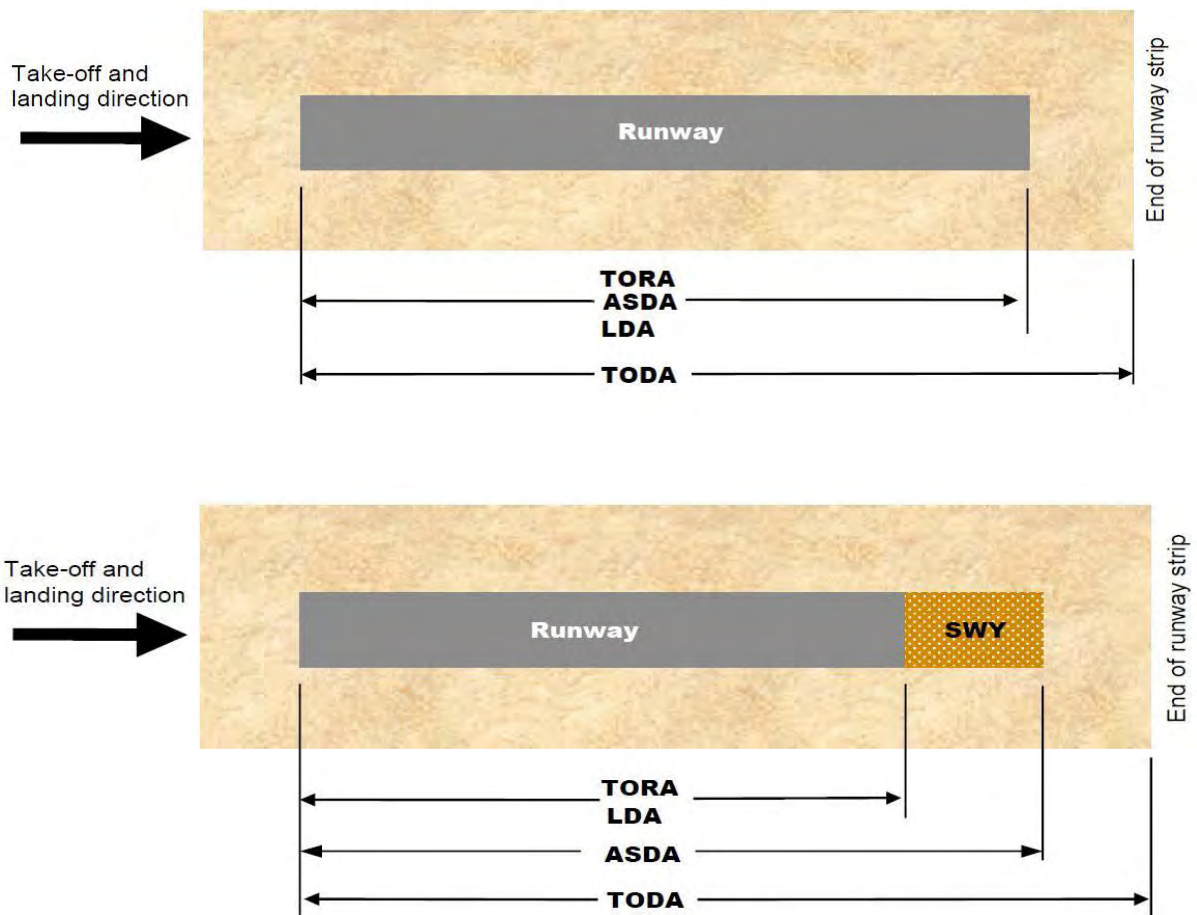 Take-off and
landing direction
Runway
End of runway strip
TORA
ASDA
LDA
TODA
Take-off and
landing direction
Runway
SWY
End of runway strip
TORA
LDA
ASDA
TODA